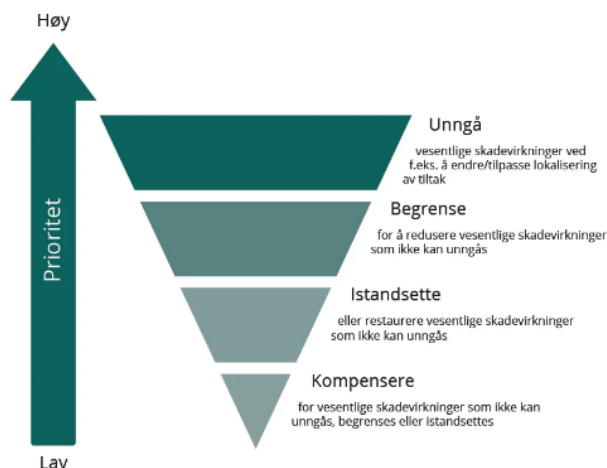 Høy
Prioritet
Lav
Unngå
vesentlige skadevirkninger ved
f.eks. å endre/tilpasse lokalisering
av tiltak
Begrense
for å redusere vesentlige skadevirkninger
som ikke kan unngås
Istandsette
eller restaurere vesentlige skadevirkninger
som ikke kan unngås
Kompensere
for vesentlige skadevirkninger som ikke kan
unngås, begrenses eller istandsettes